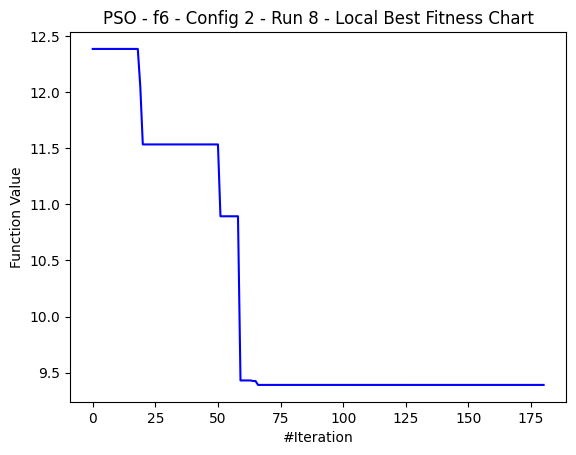 PSO - f6 - Config 2 - Run 8 - Local Best Fitness Chart
12.5
12.0
11.5
11.0
10.5
10.0
9.5
Function Value
0 25 50 75 100 125 150 175
#Iteration